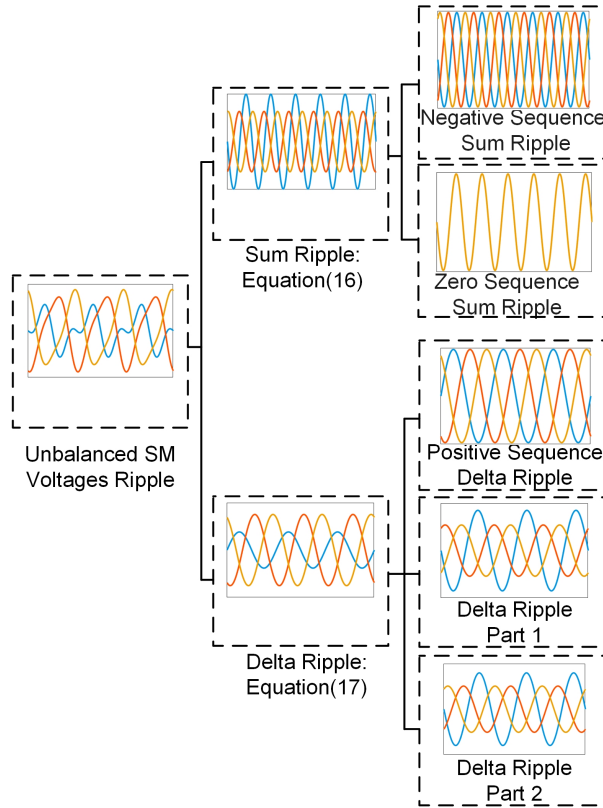 Negative Sequence
Sum Ripple
Sum Ripple:
Equation(16)
Zero Sequence
Sum Ripple
Unbalanced SM
Voltages Ripple
Positive Sequence
Delta Ripple
Delta Ripple
Part 1
Delta Ripple:
Equation(17)
Delta Ripple
Part 2